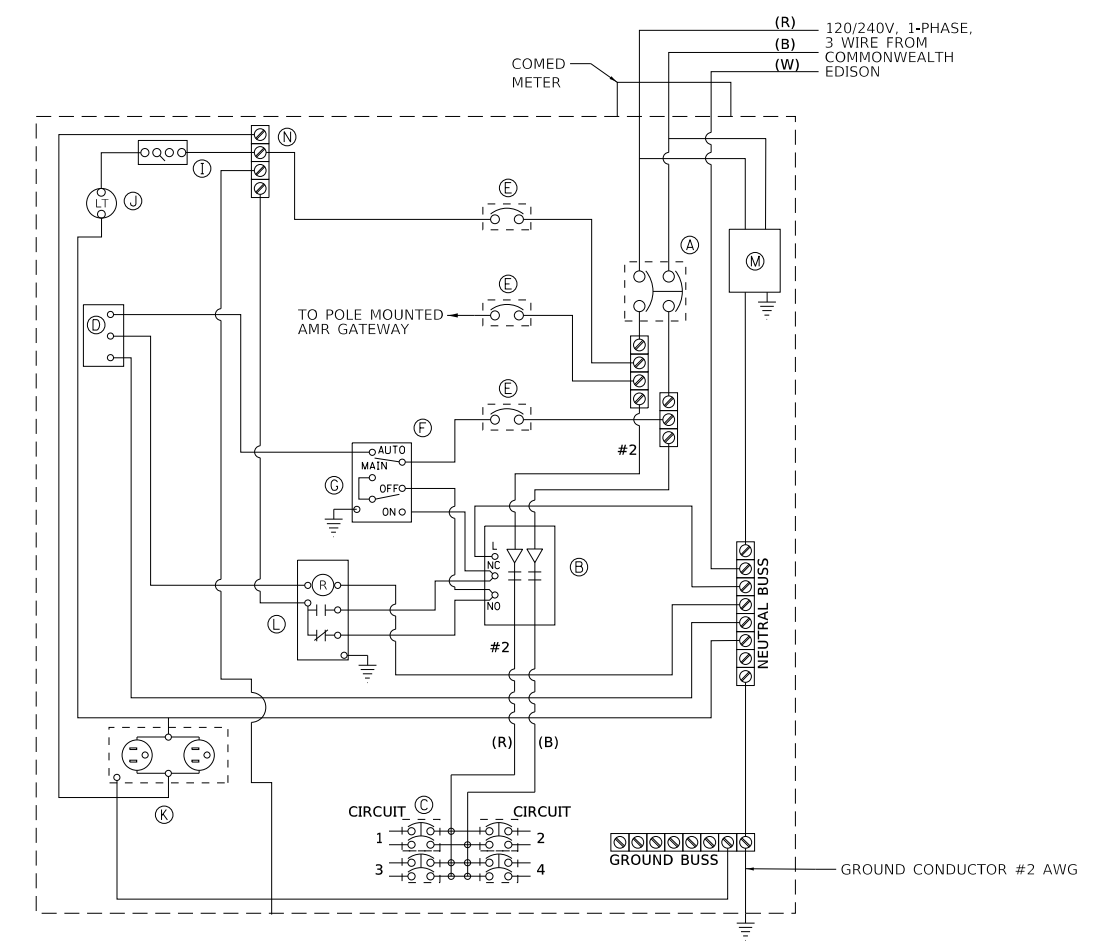 (R)
120/240V, 1-PHASE,
(B)
3 WIRE FROM
COMMONWEALTH
(W)
EDISON
COMED
METER
N
I
J
LT
E
A
M
E
TO POLE MOUNTED
AMR GATEWAY
D
E
F
AUTO
MAIN
#2
G
OFF
ON
L
NC
B
NO
R
L
#2
NEUTRAL BUSS
(R)
(B)
K
CIRCUIT
C
CIRCUIT
1
2
3
4
GROUND BUSS
GROUND CONDUCTOR #2 AWG